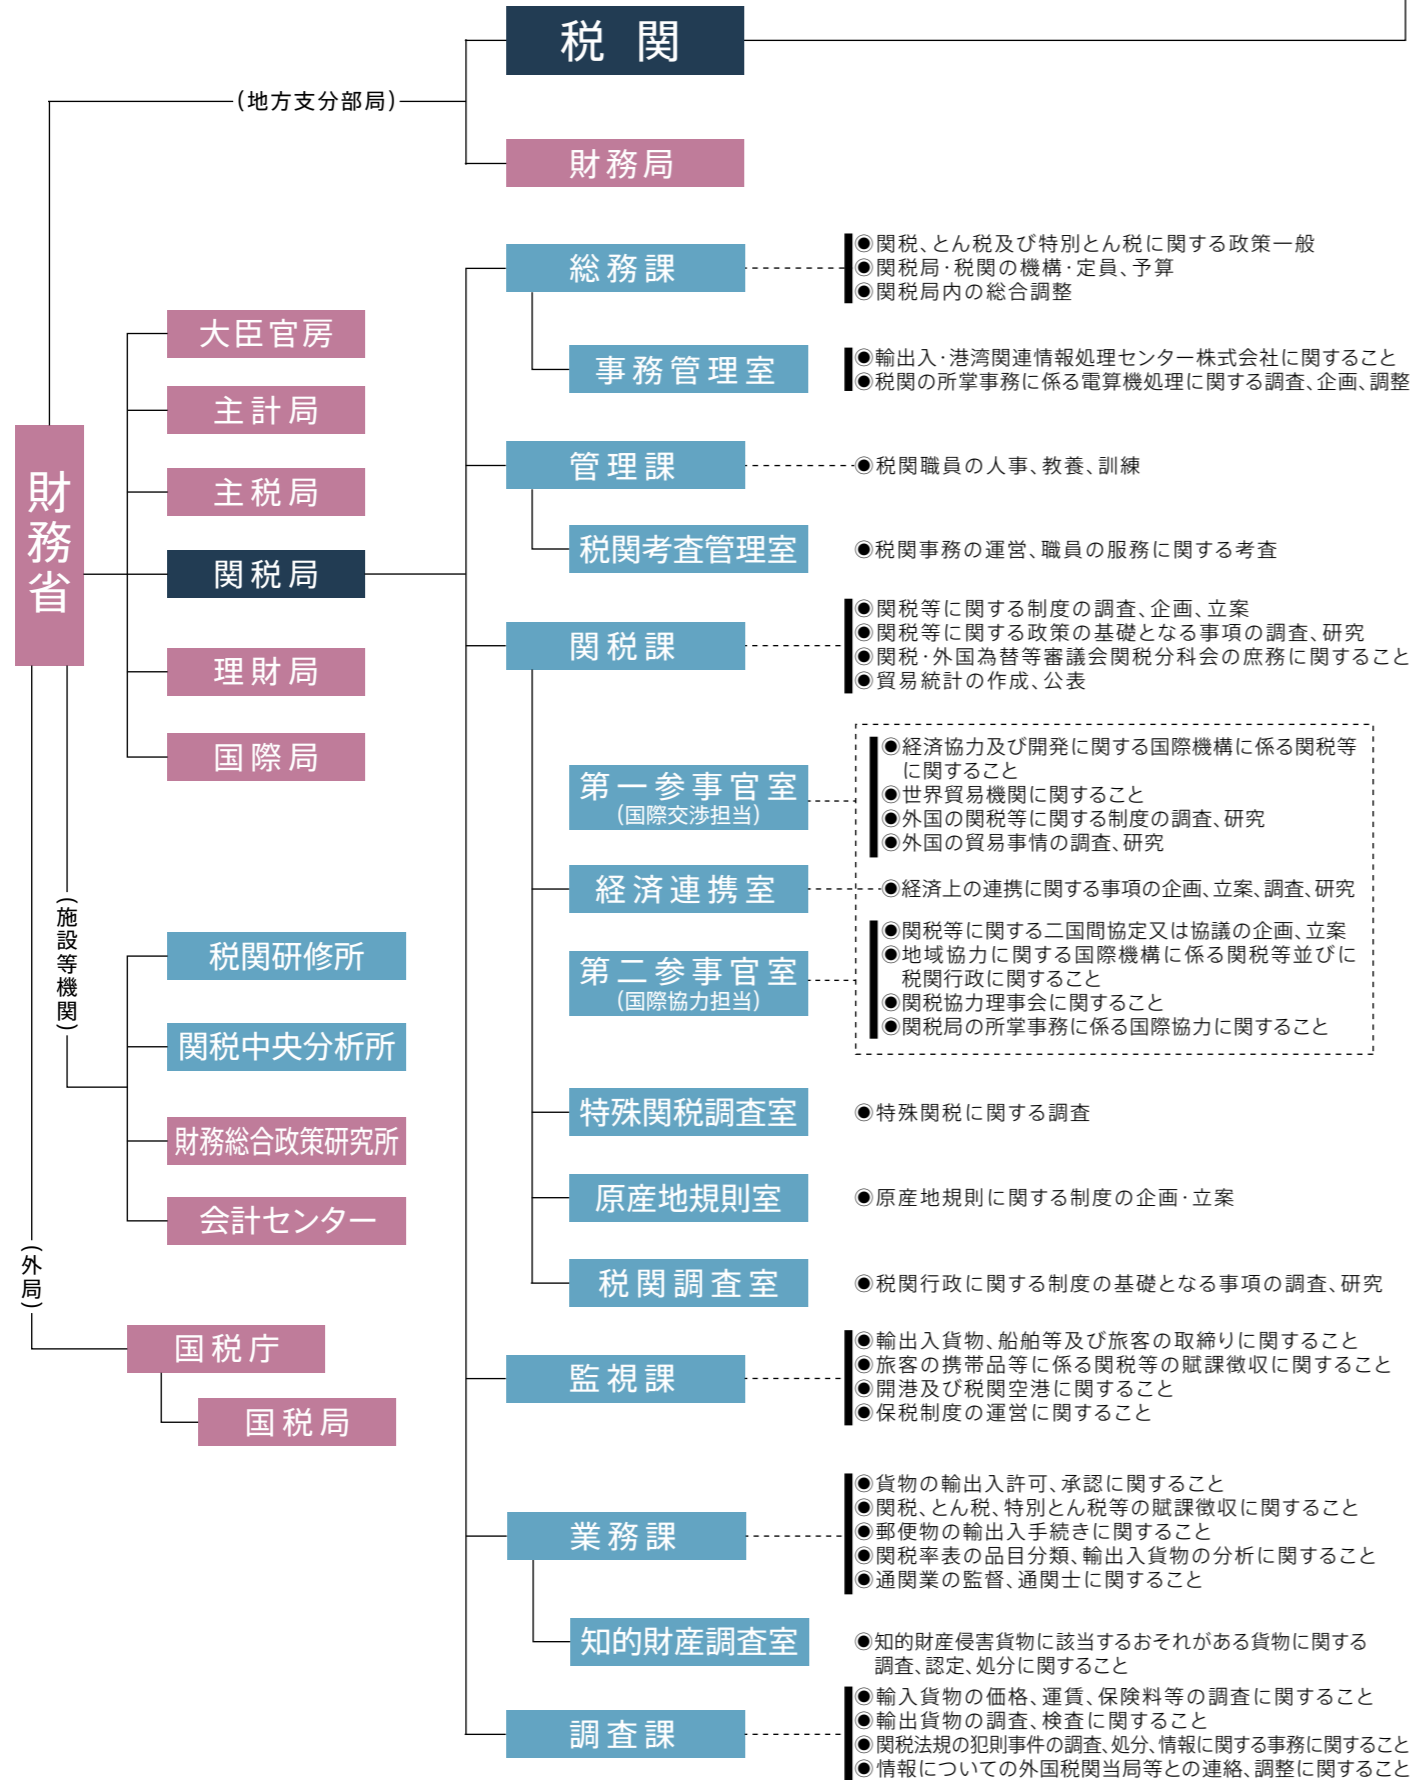 税関
(地方支分部局)
財務局
総務課
◉関税、とん税及び特別とん税に関する政策一般
◉関税局・税関の機構・定員、予算
◉関税局内の総合調整
事務管理室
◉輸出入・港湾関連情報処理センター株式会社に関すること
◉税関の所掌事務に係る電算機処理に関する調査、企画、調整
管理課
◉税関職員の人事、教養、訓練
税関考査管理室
◉税関事務の運営、職員の服務に関する考査
関税課
◉関税等に関する制度の調査、企画、立案
◉関税等に関する政策の基礎となる事項の調査、研究
◉関税・外国為替等審議会関税分科会の庶務に関すること
◉貿易統計の作成、公表
第一参事官室
(国際交渉担当)
◉経済協力及び開発に関する国際機構に係る関税等
に関すること
◉世界貿易機関に関すること
◉外国の関税等に関する制度の調査、研究
◉外国の貿易事情の調査、研究
経済連携室
◉経済上の連携に関する事項の企画、立案、調査、研究
第二参事官室
(国際協力担当)
◉関税等に関する二国間協定又は協議の企画、立案
◉地域協力に関する国際機構に係る関税等並びに
税関行政に関すること
◉関税協力理事会に関すること
◉関税局の所掌事務に係る国際協力に関すること
特殊関税調査室
◉特殊関税に関する調査
原産地規則室
◉原産地規則に関する制度の企画・立案
税関調査室
◉税関行政に関する制度の基礎となる事項の調査、研究
監視課
◉輸出入貨物、船舶等及び旅客の取締りに関すること
◉旅客の携帯品等に係る関税等の賦課徴収に関すること
◉開港及び税関空港に関すること
◉保税制度の運営に関すること
業務課
◉貨物の輸出入許可、承認に関すること
◉関税、とん税、特別とん税等の賦課徴収に関すること
◉郵便物の輸出入手続きに関すること
◉関税率表の品目分類、輸出入貨物の分析に関すること
◉通関業の監督、通関士に関すること
知的財産調査室
◉知的財産侵害貨物に該当するおそれがある貨物に関する
調査、認定、処分に関すること
調査課
◉輸入貨物の価格、運賃、保険料等の調査に関すること
◉輸出貨物の調査、検査に関すること
◉関税法規の犯則事件の調査、処分、情報に関する事務に関すること
◉情報についての外国税関当局等との連絡、調整に関すること
財務省
大臣官房
主計局
主税局
関税局
理財局
国際局
(施設等機関)
税関研修所
関税中央分析所
財務総合政策研究所
会計センター
(外局)
国税庁
国税局